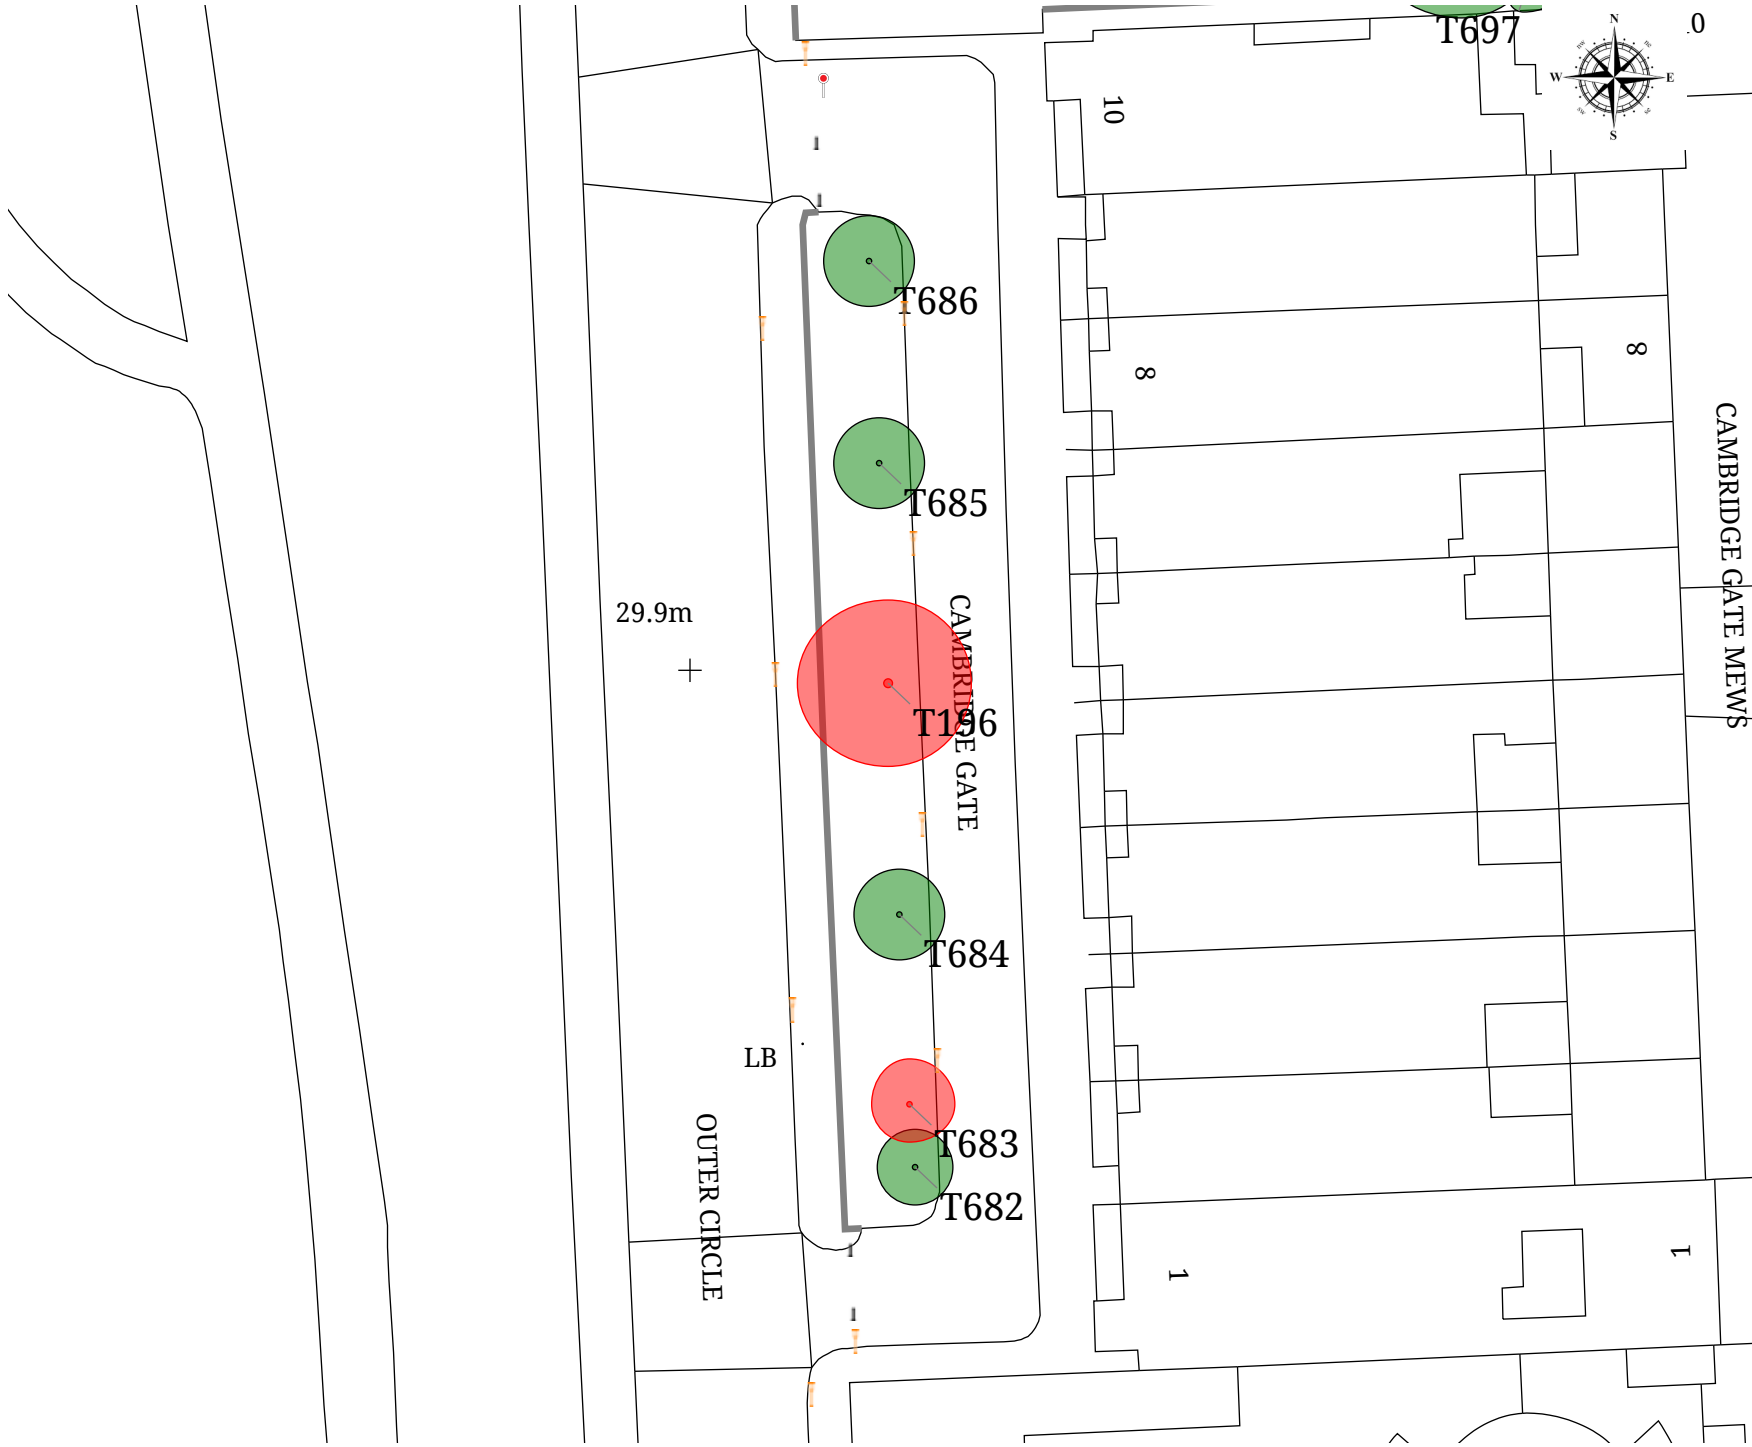 T697
0
N
W
E
S
10
T686
8
8
T685
CAMBRIDGE GATE MEWS
29.9m
CAMBRIDGE GATE
T196
T684
LB
T683
T682
OUTER CIRCLE
1
1